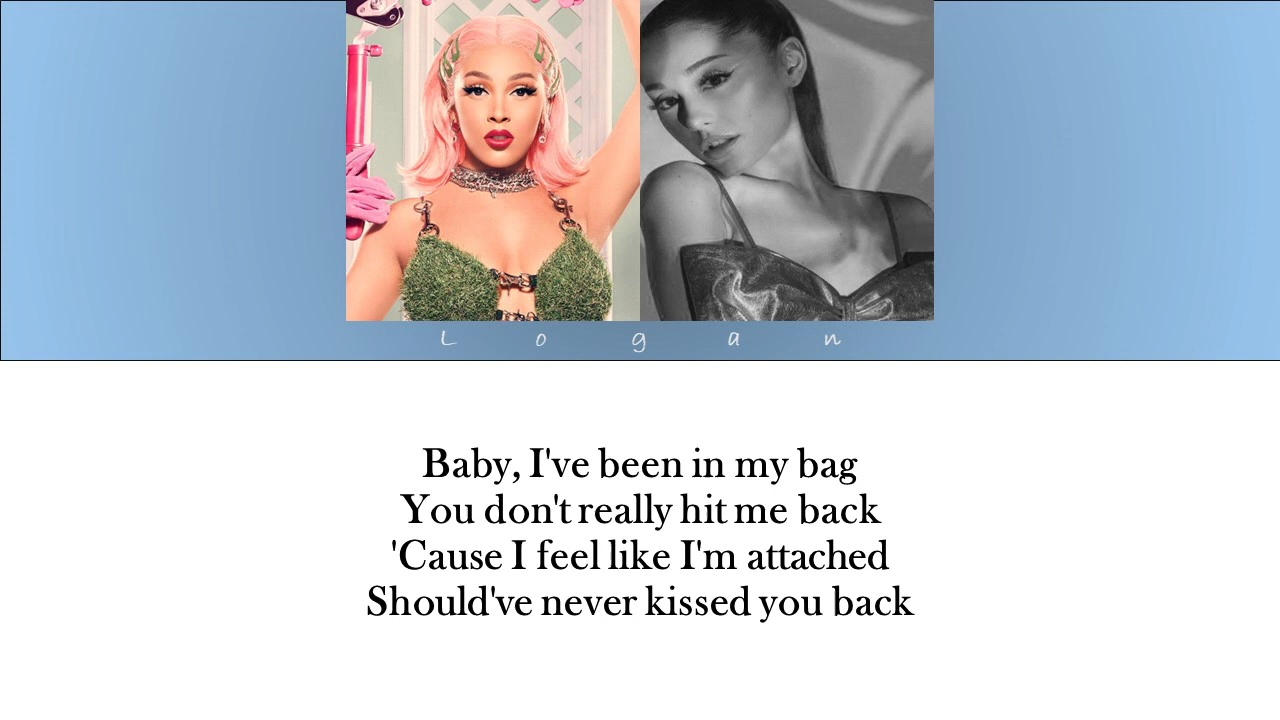 L o g a n
Baby, I've been in my bag
You don't really hit me back
'Cause I feel like I'm attached
Should've never kissed you back